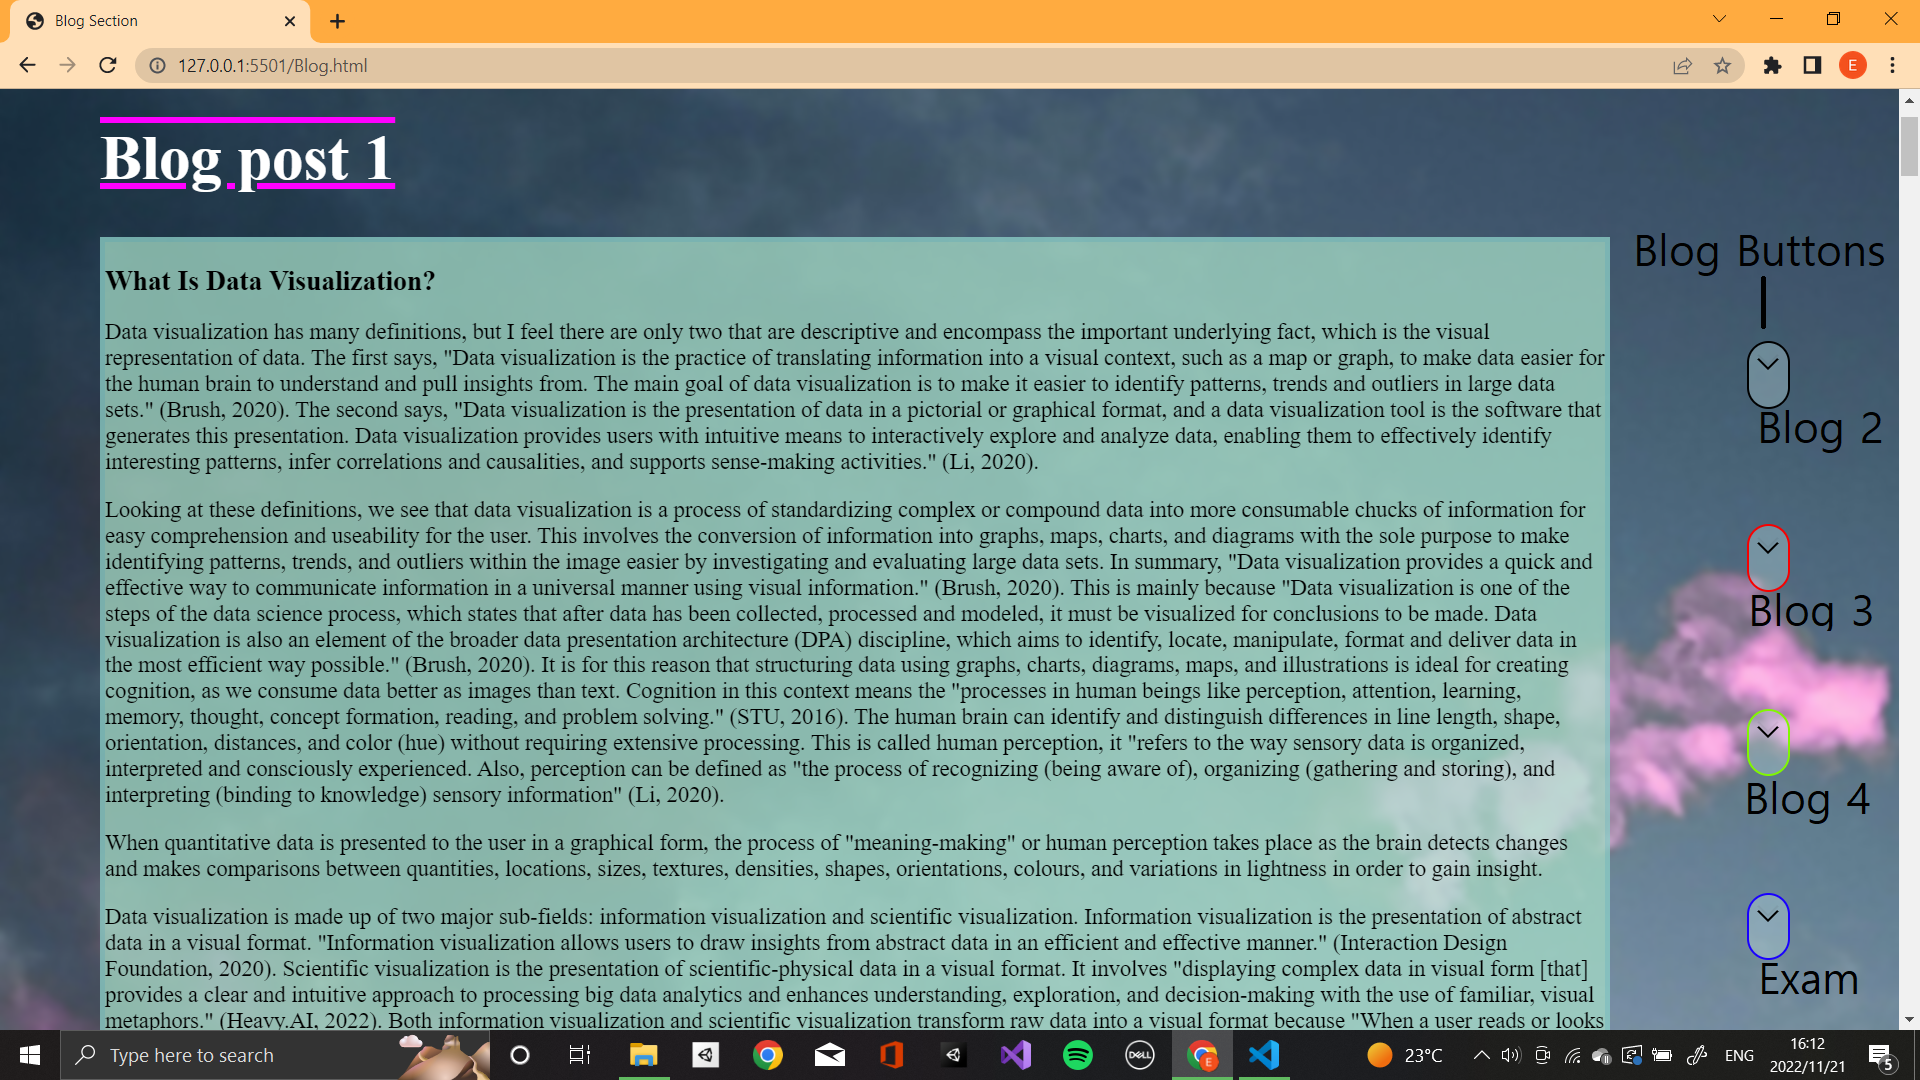 Blog Section
127.0.0.1:5501/Blog.html
E
Blog post 1
Blog Buttons
What Is Data Visualization?
Data visualization has many definitions, but I feel there are only two that are descriptive and encompass the important underlying fact, which is the visual
representation of data. The first says, "Data visualization is the practice of translating information into a visual context, such as a map or graph, to make data easier for
the human brain to understand and pull insights from. The main goal of data visualization is to make it easier to identify patterns, trends and outliers in large data
sets." (Brush, 2020). The second says, "Data visualization is the presentation of data in a pictorial or graphical format, and a data visualization tool is the software that
generates this presentation. Data visualization provides users with intuitive means to interactively explore and analyze data, enabling them to effectively identify
interesting patterns, infer correlations and causalities, and supports sense-making activities." (Li, 2020).
Looking at these definitions, we see that data visualization is a process of standardizing complex or compound data into more consumable chucks of information for
easy comprehension and useability for the user. This involves the conversion of information into graphs, maps, charts, and diagrams with the sole purpose to make
identifying patterns, trends, and outliers within the image easier by investigating and evaluating large data sets. In summary, "Data visualization provides a quick and
effective way to communicate information in a universal manner using visual information." (Brush, 2020). This is mainly because "Data visualization is one of the
steps of the data science process, which states that after data has been collected, processed and modeled, it must be visualized for conclusions to be made. Data
visualization is also an element of the broader data presentation architecture (DPA) discipline, which aims to identify, locate, manipulate, format and deliver data in
the most efficient way possible." (Brush, 2020). It is for this reason that structuring data using graphs, charts, diagrams, maps, and illustrations is ideal for creating
cognition, as we consume data better as images than text. Cognition in this context means the "processes in human beings like perception, attention, learning,
memory, thought, concept formation, reading, and problem solving." (STU, 2016). The human brain can identify and distinguish differences in line length, shape,
orientation, distances, and color (hue) without requiring extensive processing. This is called human perception, it "refers to the way sensory data is organized,
interpreted and consciously experienced. Also, perception can be defined as "the process of recognizing (being aware of), organizing (gathering and storing), and
interpreting (binding to knowledge) sensory information" (Li, 2020).
When quantitative data is presented to the user in a graphical form, the process of "meaning-making" or human perception takes place as the brain detects changes
and makes comparisons between quantities, locations, sizes, textures, densities, shapes, orientations, colours, and variations in lightness in order to gain insight.
Data visualization is made up of two major sub-fields: information visualization and scientific visualization. Information visualization is the presentation of abstract
data in a visual format. "Information visualization allows users to draw insights from abstract data in an efficient and effective manner." (Interaction Design
Foundation, 2020). Scientific visualization is the presentation of scientific-physical data in a visual format. It involves "displaying complex data in visual form [that]
provides a clear and intuitive approach to processing big data analytics and enhances understanding, exploration, and decision-making with the use of familiar, visual
metaphors." (Heavy.AI, 2022). Both information visualization and scientific visualization transform raw data into a visual format because "When a user reads or looks
Blog 2
Blog 3
Blog 4
Exam
Type here to search
DELL
E
23°C
ENG
16:12
2022/11/21
5